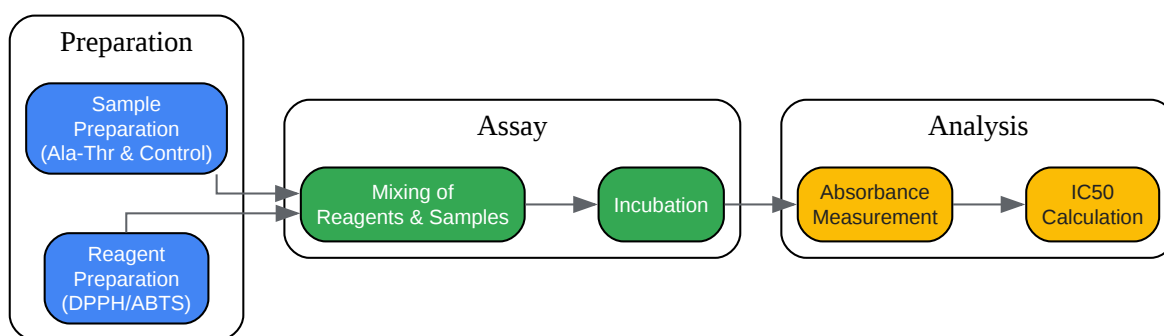 Preparation
Sample
Preparation
(Ala-Thr & Control)
Reagent
Preparation
(DPPH/ABTS)
Assay
Mixing of
Reagents & Samples
Incubation
Analysis
Absorbance
Measurement
IC50
Calculation